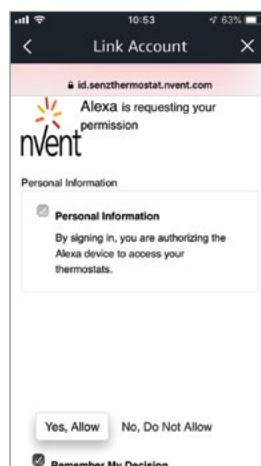 10:53
63%
Link Account
id.senzthermostat.nvent.com
Alexa is requesting your
permission
nvent
Personal Information
Personal Information
By signing in, you are authorizing the
Alexa device to access your
thermostats.
Yes, Allow No, Do Not Allow
Remember My Decision